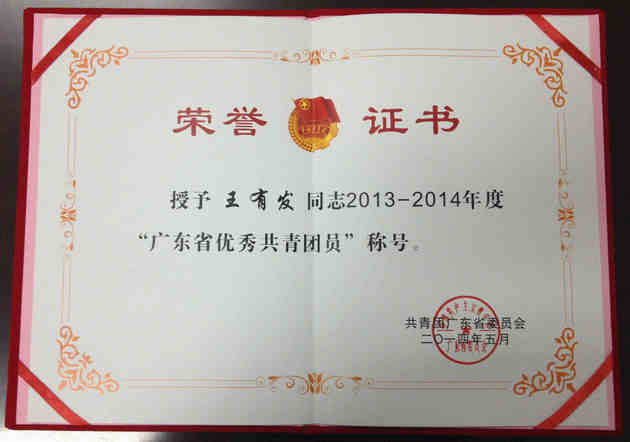 荣誉证书
授予 王有发 同志2013-2014年度
“广东省优秀共青团员”称号。
共青团广东省委员会
二〇一四年五月